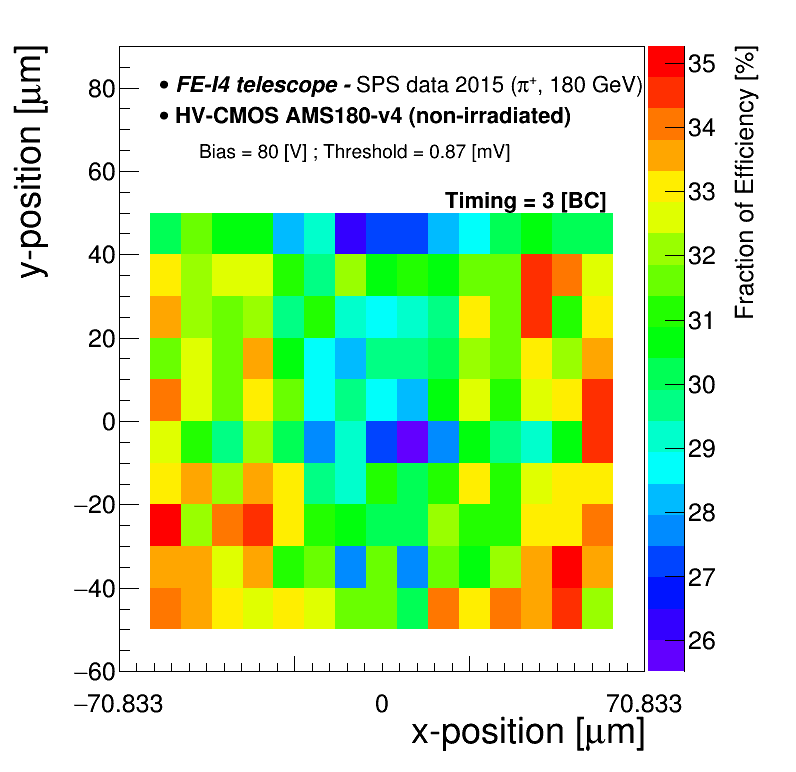 • FE-I4 telescope - SPS data 2015 (π⁺, 180 GeV)
• HV-CMOS AMS180-v4 (non-irradiated)
Bias = 80 [V] ; Threshold = 0.87 [mV]
Timing = 3 [BC]
y-position [μm]
80
60
40
20
0
−20
−40
−60
−70.833 0 70.833
x-position [μm]
35
34
33
32
31
30
29
28
27
26
Fraction of Efficiency [%]